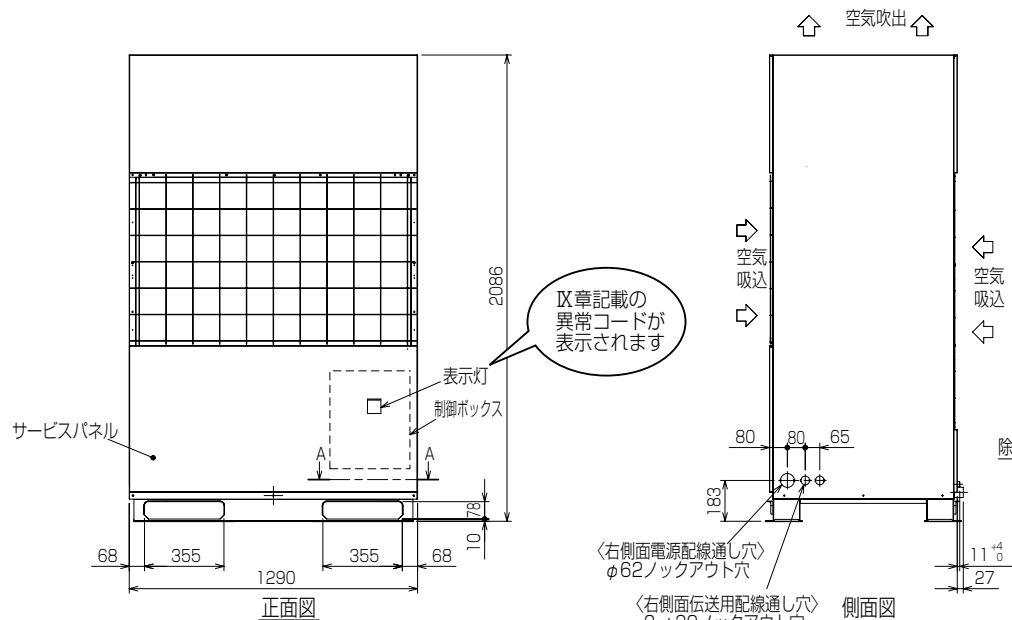 空気吹出
2086
空気
吸込
空気
吸込
Ⅸ章記載の
異常コードが
表示されます
表示灯
制御ボックス
サービスパネル
A
A
80
80
65
183
78
10
68
355
355
68
1290
正面図
〈右側面電源配線通し穴〉
φ62ノックアウト穴
〈右側面伝送用配線通し穴〉
側面図
11 +4 0
27
除